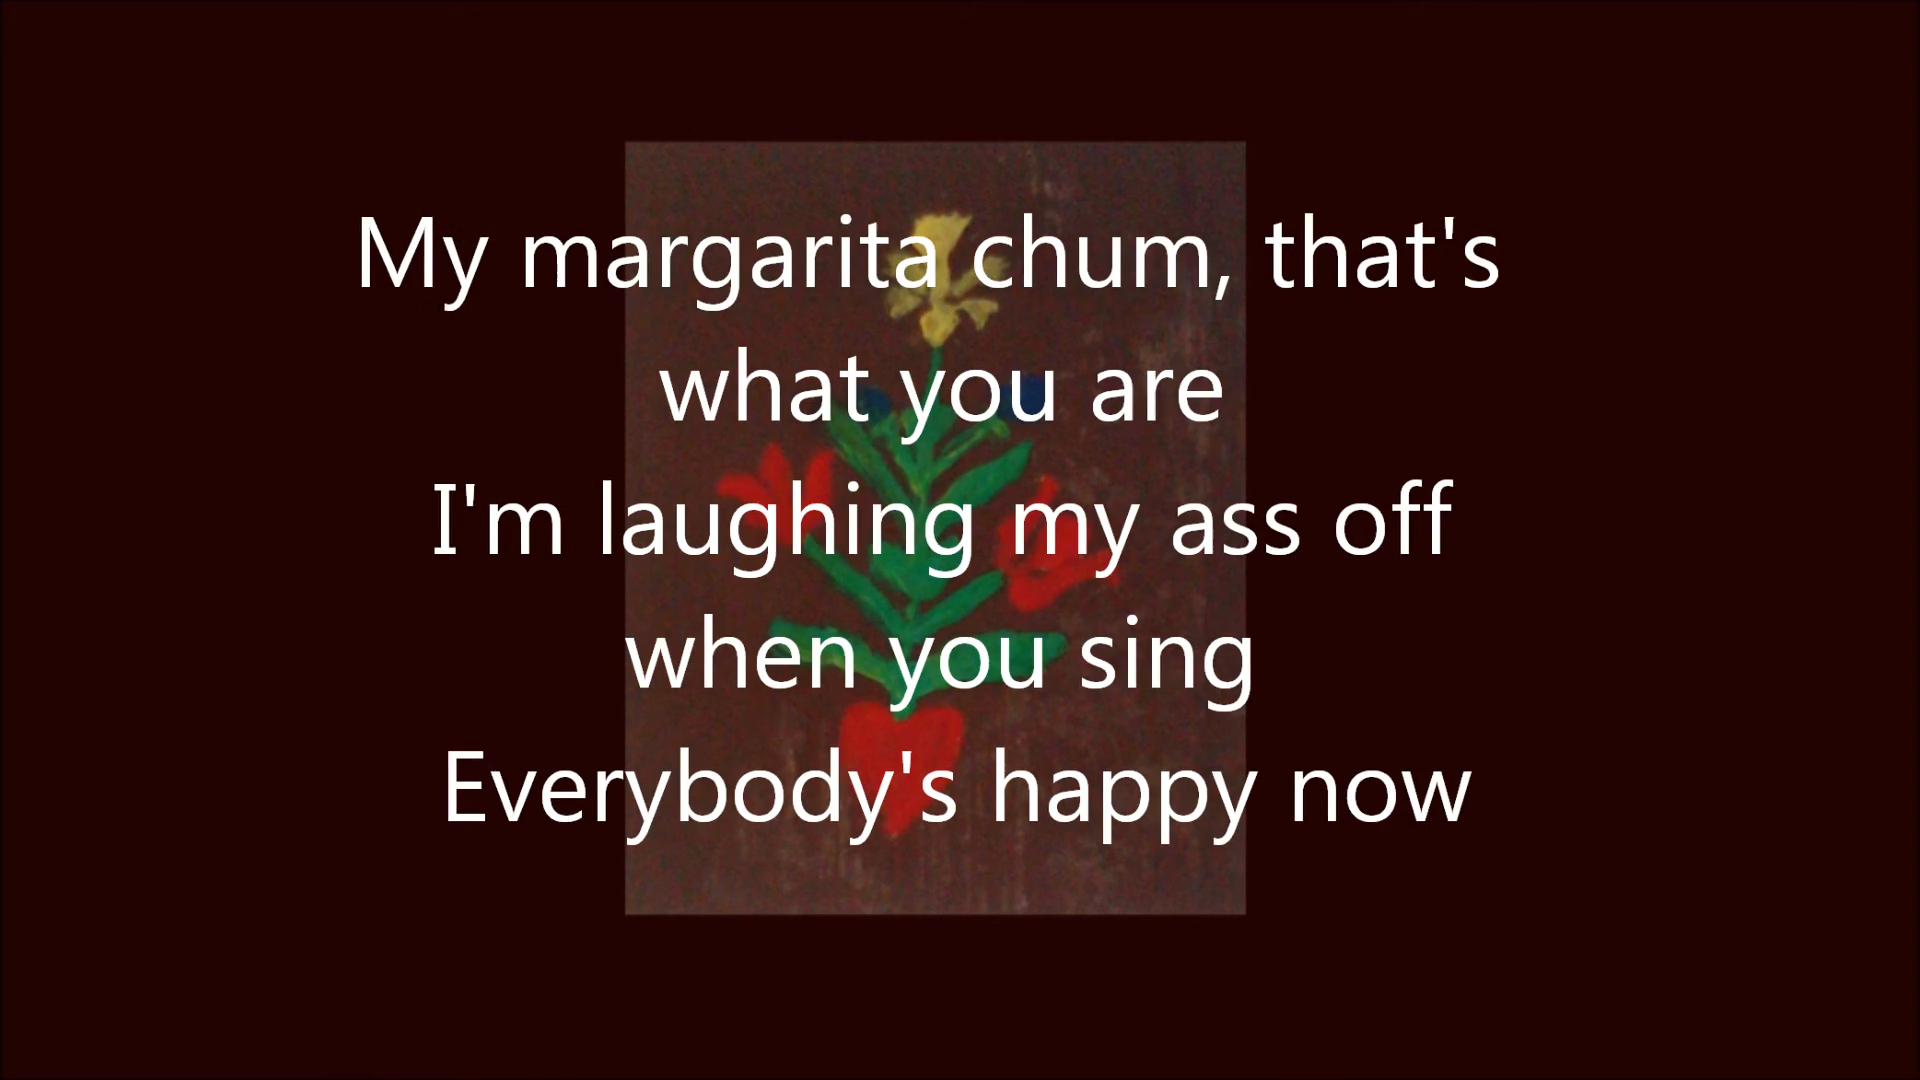 My margarita chum, that's
what you are
I'm laughing my ass off
when you sing
Everybody's happy now